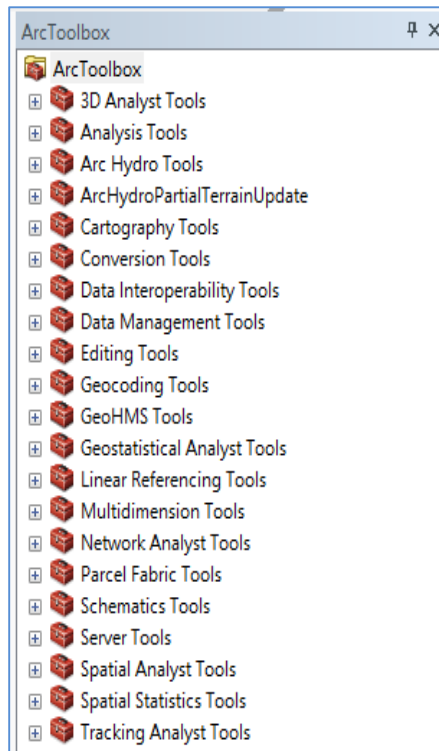 ArcToolbox
ArcToolbox
3D Analyst Tools
Analysis Tools
Arc Hydro Tools
ArcHydroPartialTerrainUpdate
Cartography Tools
Conversion Tools
Data Interoperability Tools
Data Management Tools
Editing Tools
Geocoding Tools
GeoHMS Tools
Geostatistical Analyst Tools
Linear Referencing Tools
Multidimension Tools
Network Analyst Tools
Parcel Fabric Tools
Schematics Tools
Server Tools
Spatial Analyst Tools
Spatial Statistics Tools
Tracking Analyst Tools